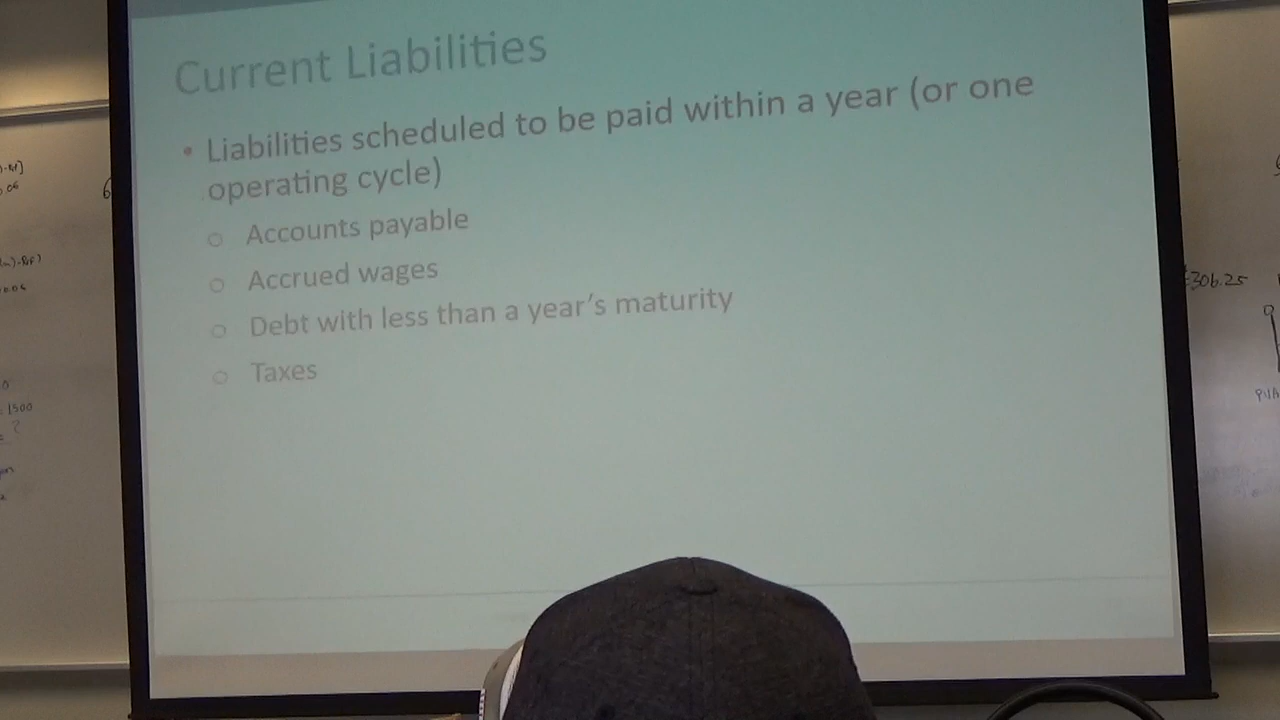 Current Liabilities
• Liabilities scheduled to be paid within a year (or one
operating cycle)
o Accounts payable
o Accrued wages
o Debt with less than a year's maturity
o Taxes
306.25
1500
?